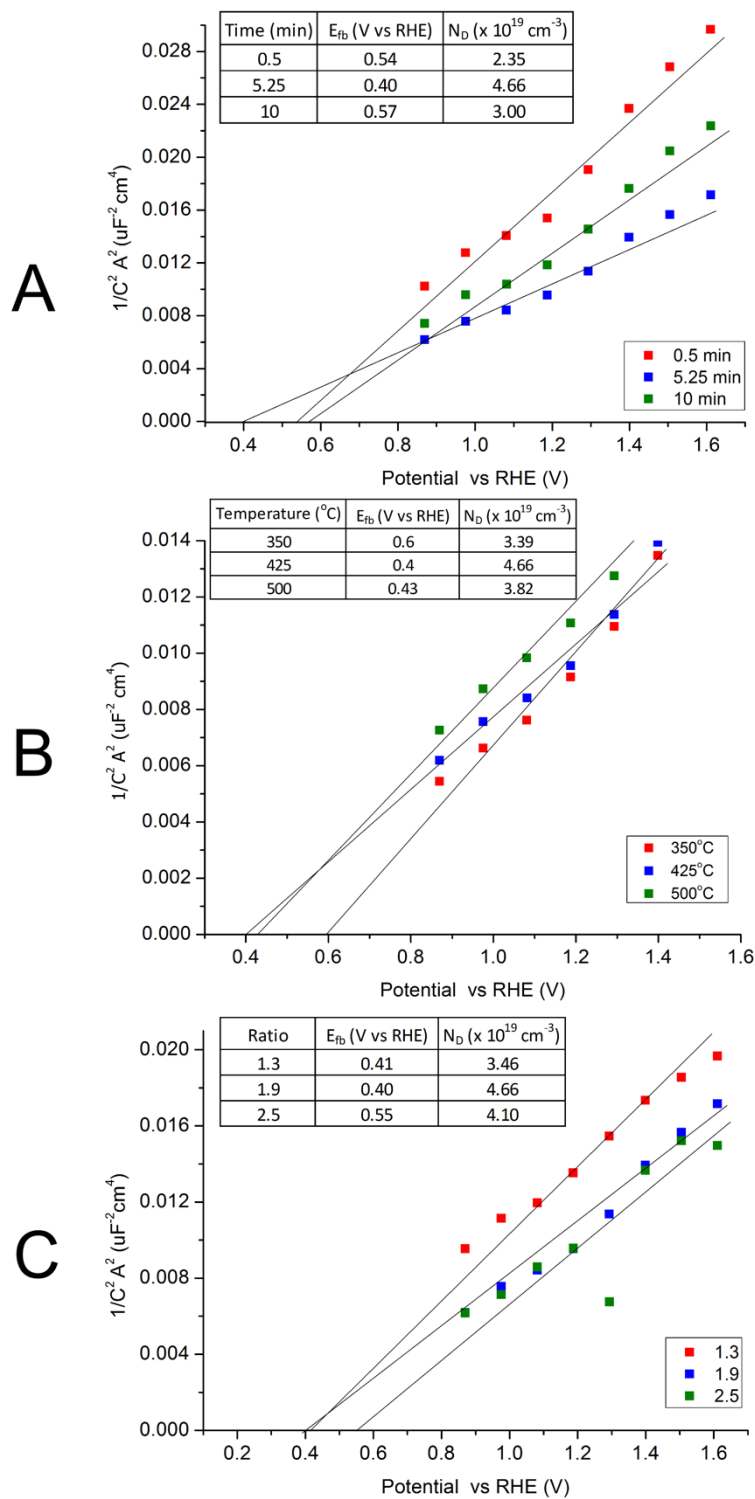 A
Time (min) E_fb (V vs RHE) N_D (x 10^19 cm^-3)
0.5 0.54 2.35
5.25 0.40 4.66
10 0.57 3.00
1/C^2 A^2 (uF^-2 cm^4)
0.028
0.024
0.020
0.016
0.012
0.008
0.004
0.000
0.4 0.6 0.8 1.0 1.2 1.4 1.6
Potential vs RHE (V)
0.5 min
5.25 min
10 min
B
Temperature (°C) E_fb (V vs RHE) N_D (x 10^19 cm^-3)
350 0.6 3.39
425 0.4 4.66
500 0.43 3.82
1/C^2 A^2 (uF^-2 cm^4)
0.014
0.012
0.010
0.008
0.006
0.004
0.002
0.000
0.4 0.6 0.8 1.0 1.2 1.4 1.6
Potential vs RHE (V)
350°C
425°C
500°C
C
Ratio E_fb (V vs RHE) N_D (x 10^19 cm^-3)
1.3 0.41 3.46
1.9 0.40 4.66
2.5 0.55 4.10
1/C^2 A^2 (uF^-2cm^4)
0.020
0.016
0.012
0.008
0.004
0.000
0.2 0.4 0.6 0.8 1.0 1.2 1.4 1.6
Potential vs RHE (V)
1.3
1.9
2.5